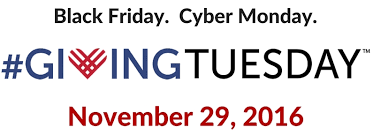 Black Friday. Cyber Monday.
#GIVINGTUESDAY™
November 29, 2016